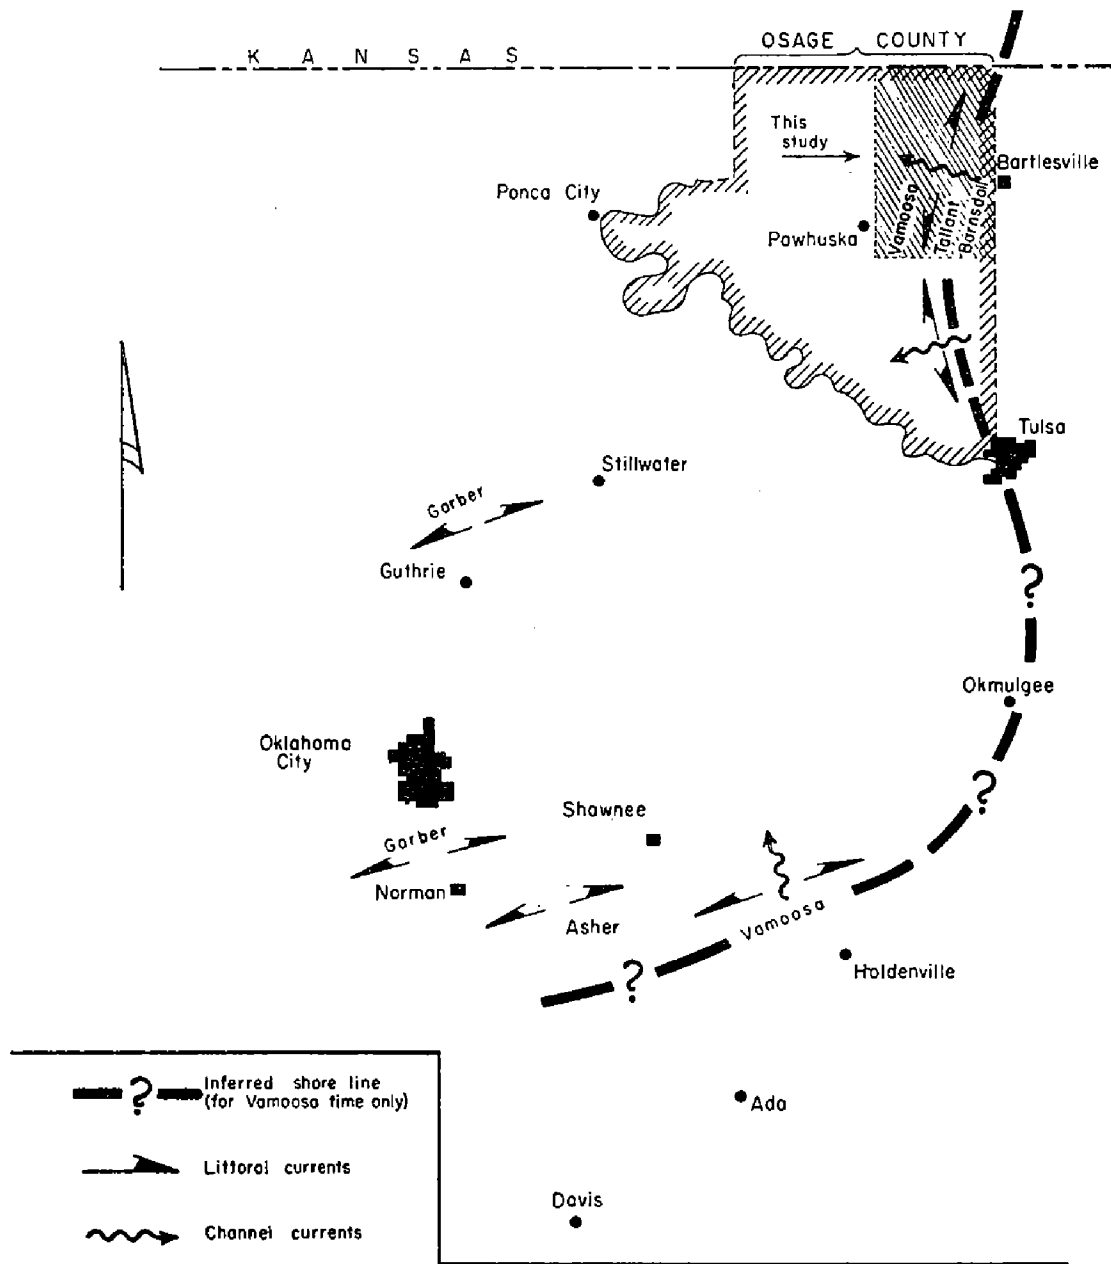 OSAGE COUNTY
K A N S A S
This
study
Bartlesville
Ponca City
Vamoosa
Tallant
Barnsdall
Pawhuska
Tulsa
Stillwater
Garber
Guthrie
?
Okmulgee
Oklahoma
City
?
Shawnee
Garber
Norman
Asher
Vamoosa
Holdenville
?
? Inferred shore line
(for Vamoosa time only)
Ada
Littoral currents
Davis
Channel currents